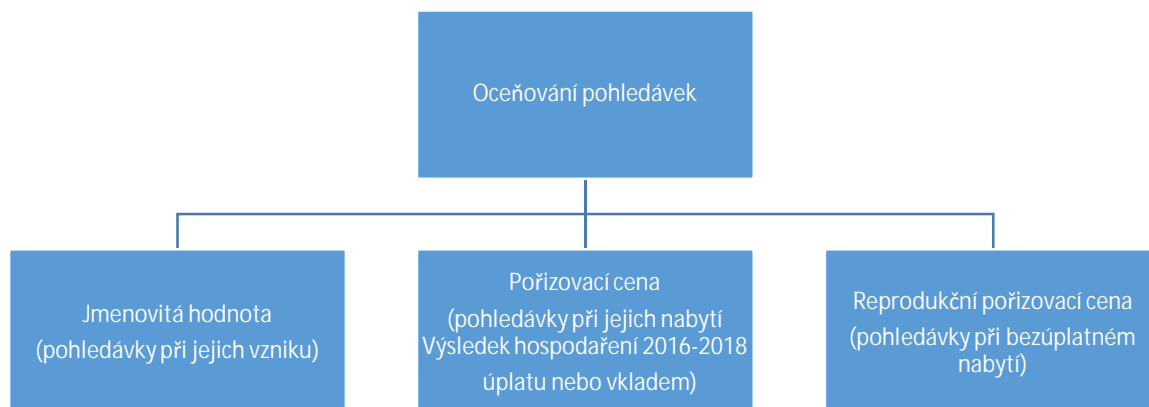 Oceňování pohledávek
Jmenovitá hodnota
(pohledávky při jejich vzniku)
Pořizovací cena
(pohledávky při jejich nabytí
Výsledek hospodaření 2016-2018
úplatu nebo vkladem)
Reprodukční pořizovací cena
(pohledávky při bezúplatném
nabytí)